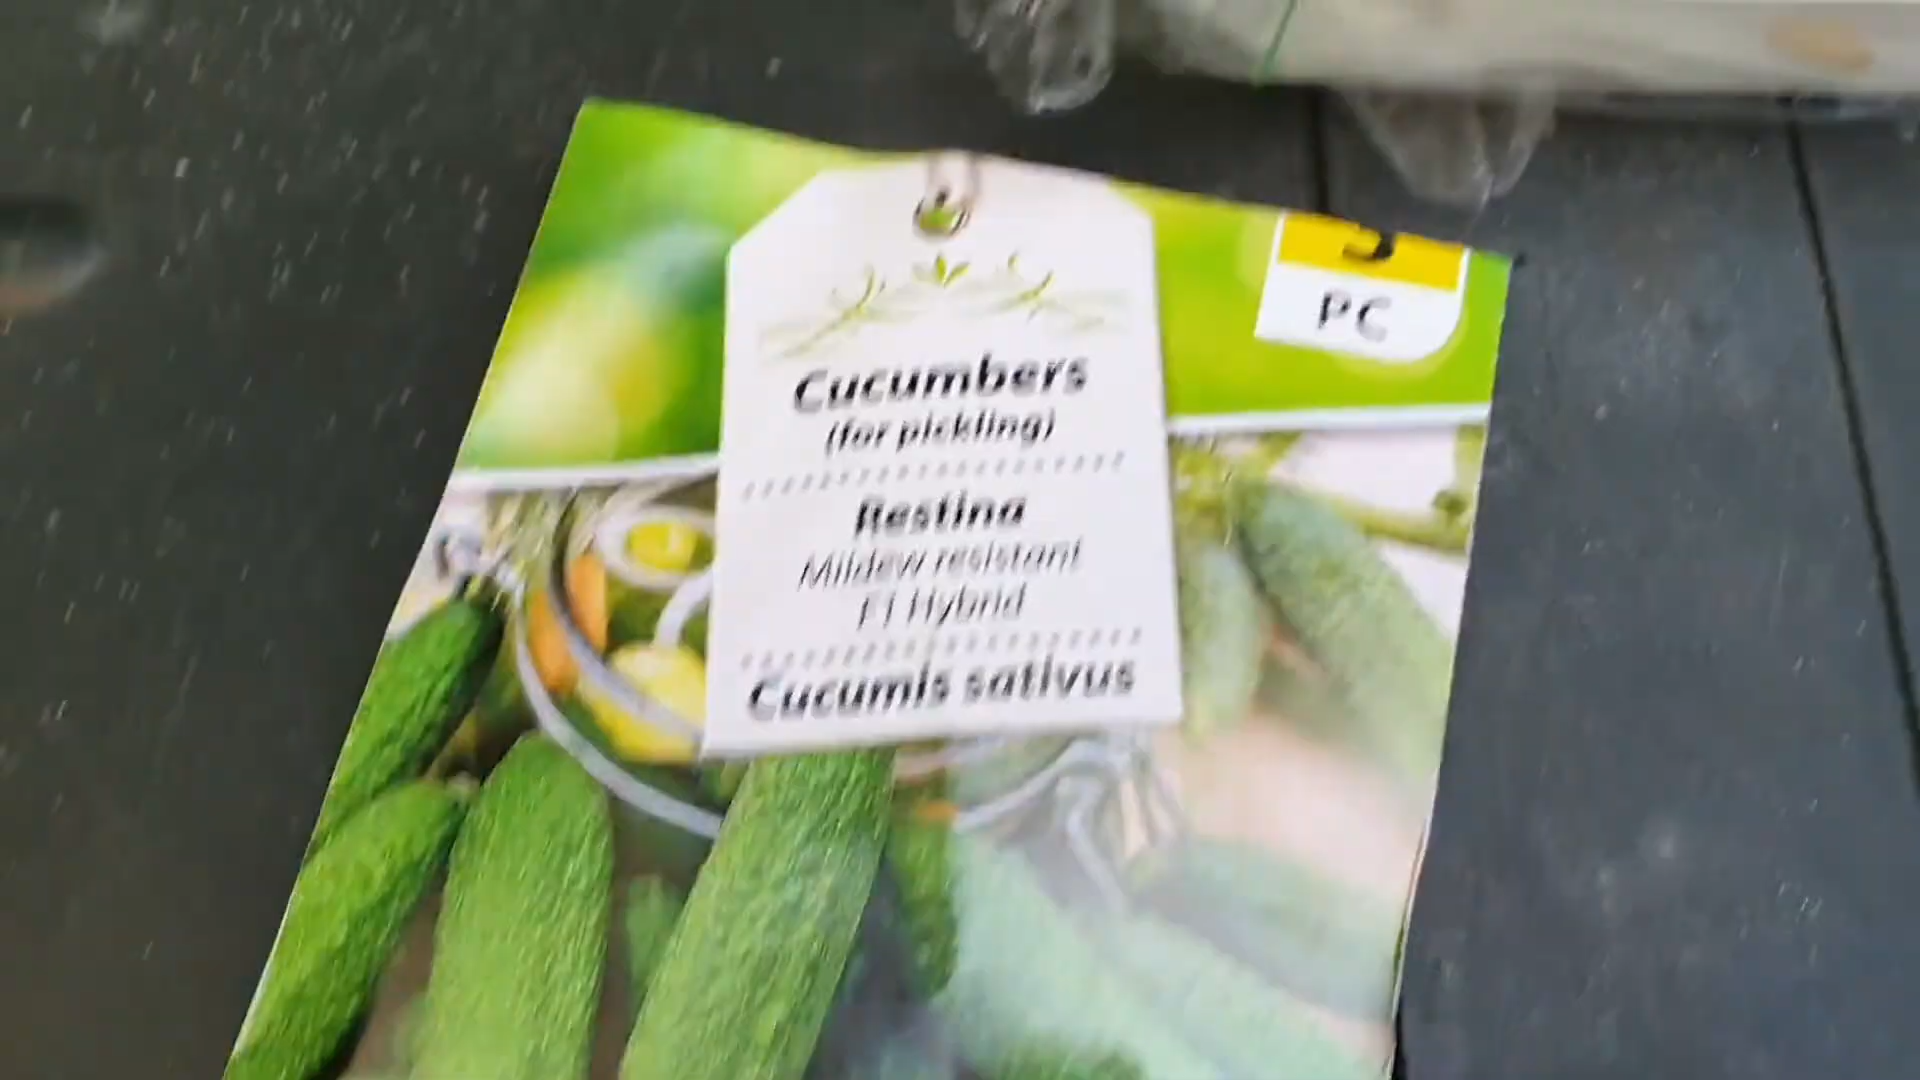 PC
Cucumbers
(for pickling)
Restina
Mildew resistant
F1 Hybrid
Cucumis sativus